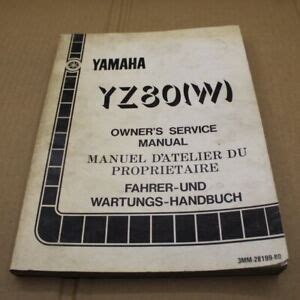 YAMAHA
YZ80(W)
OWNER'S SERVICE
MANUAL
MANUEL D'ATELIER DU
PROPRIETAIRE
FAHRER-UND
WARTUNGS-HANDBUCH
3MM-28199-80